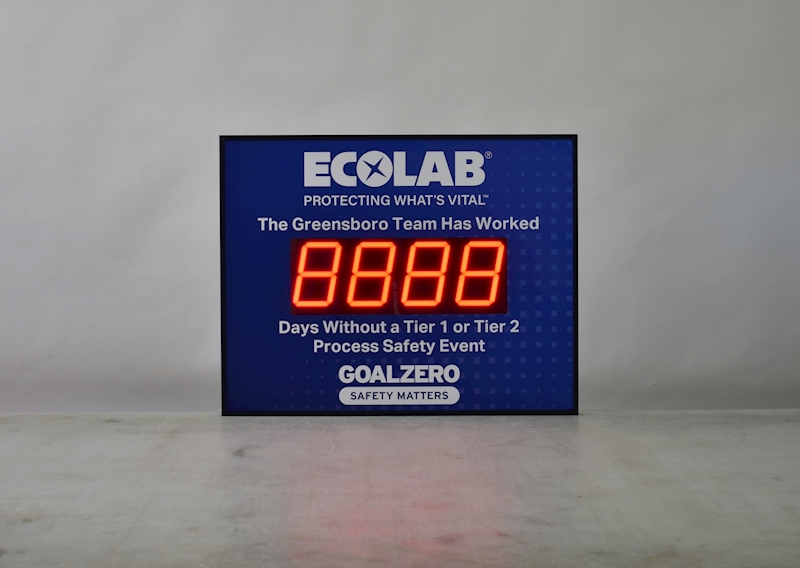 ECOLAB®
PROTECTING WHAT'S VITAL™
The Greensboro Team Has Worked
8888
Days Without a Tier 1 or Tier 2
Process Safety Event
GOALZERO
SAFETY MATTERS